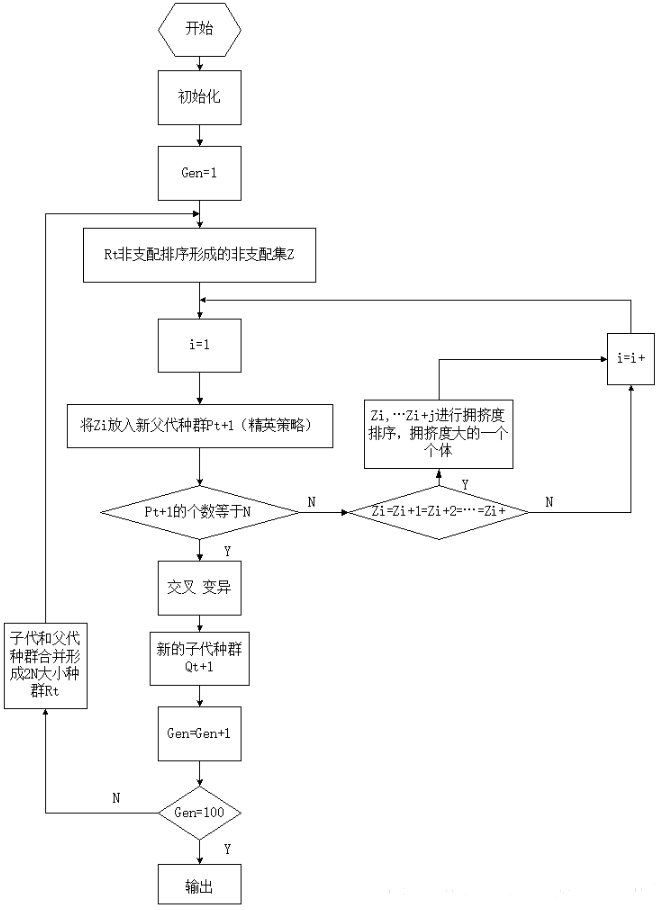 开始
初始化
Gen=1
Rt非支配排序形成的非支配集Z
i=1
i=i+
将Zi放入新父代种群Pt+1（精英策略）
Zi,…Zi+j进行拥挤度
排序，拥挤度大的一个
个体
Pt+1的个数等于N
N
Zi=Zi+1=Zi+2=…=Zi+
Y
N
Y
交叉 变异
子代和父代
种群合并形
成2N大小种
群Rt
新的子代种群
Qt+1
Gen=Gen+1
Gen=100
N
Y
输出